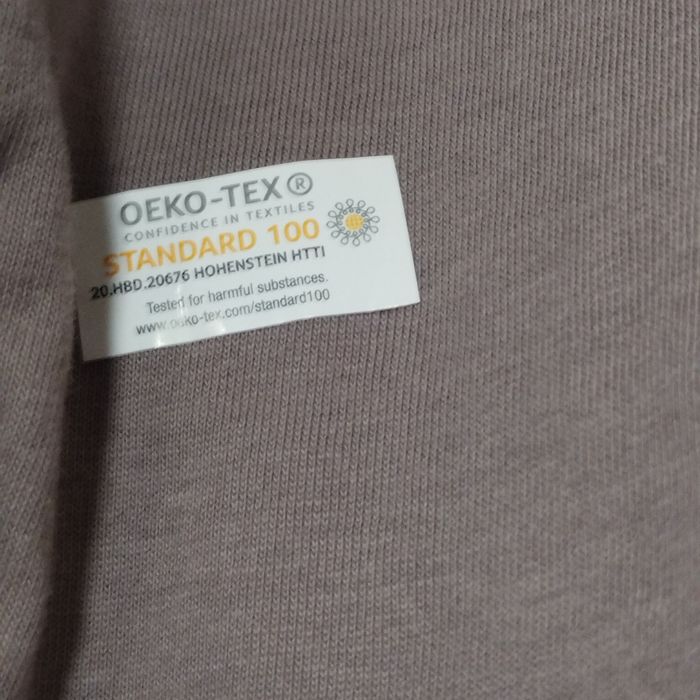 OEKO-TEX®
CONFIDENCE IN TEXTILES
STANDARD 100
20.HBD.20676 HOHENSTEIN HTTI
Tested for harmful substances.
www.oeko-tex.com/standard100